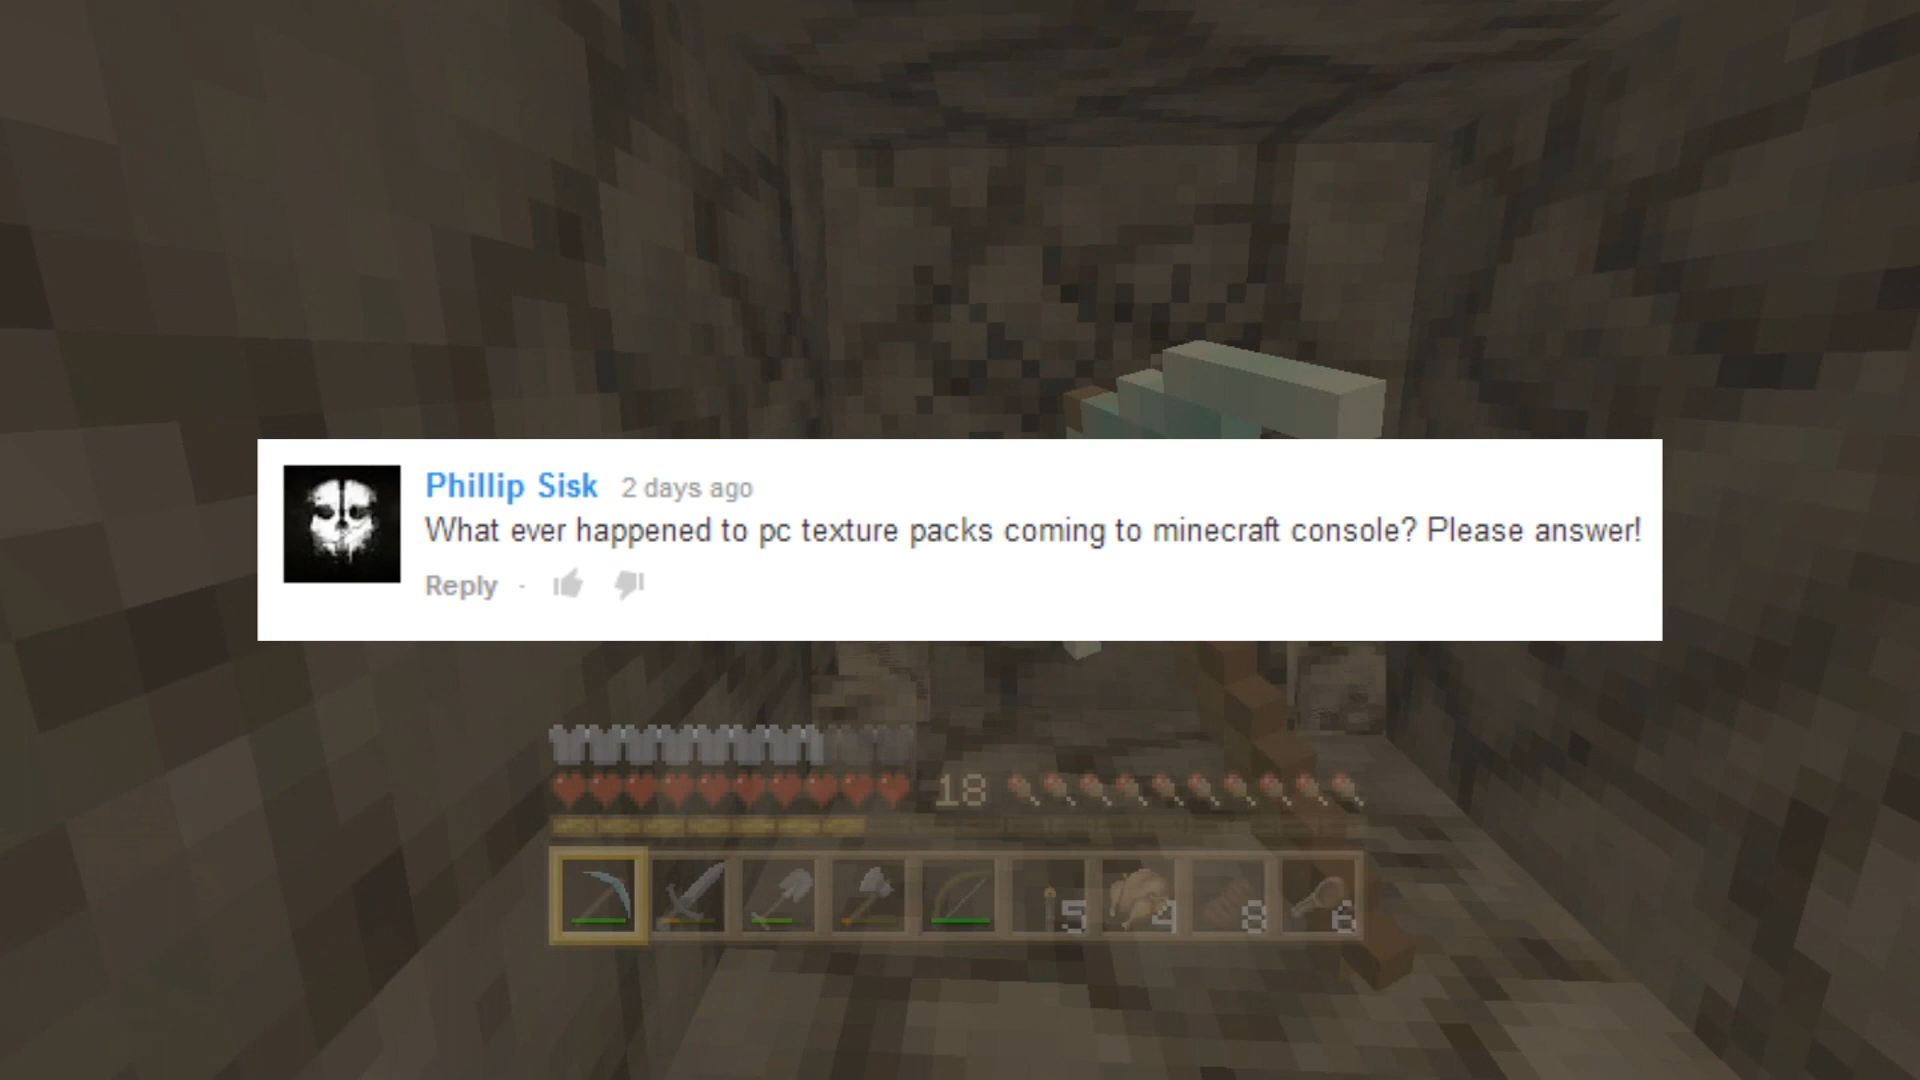 Phillip Sisk 2 days ago
What ever happened to pc texture packs coming to minecraft console? Please answer!
Reply ·
18
5 4 8 6